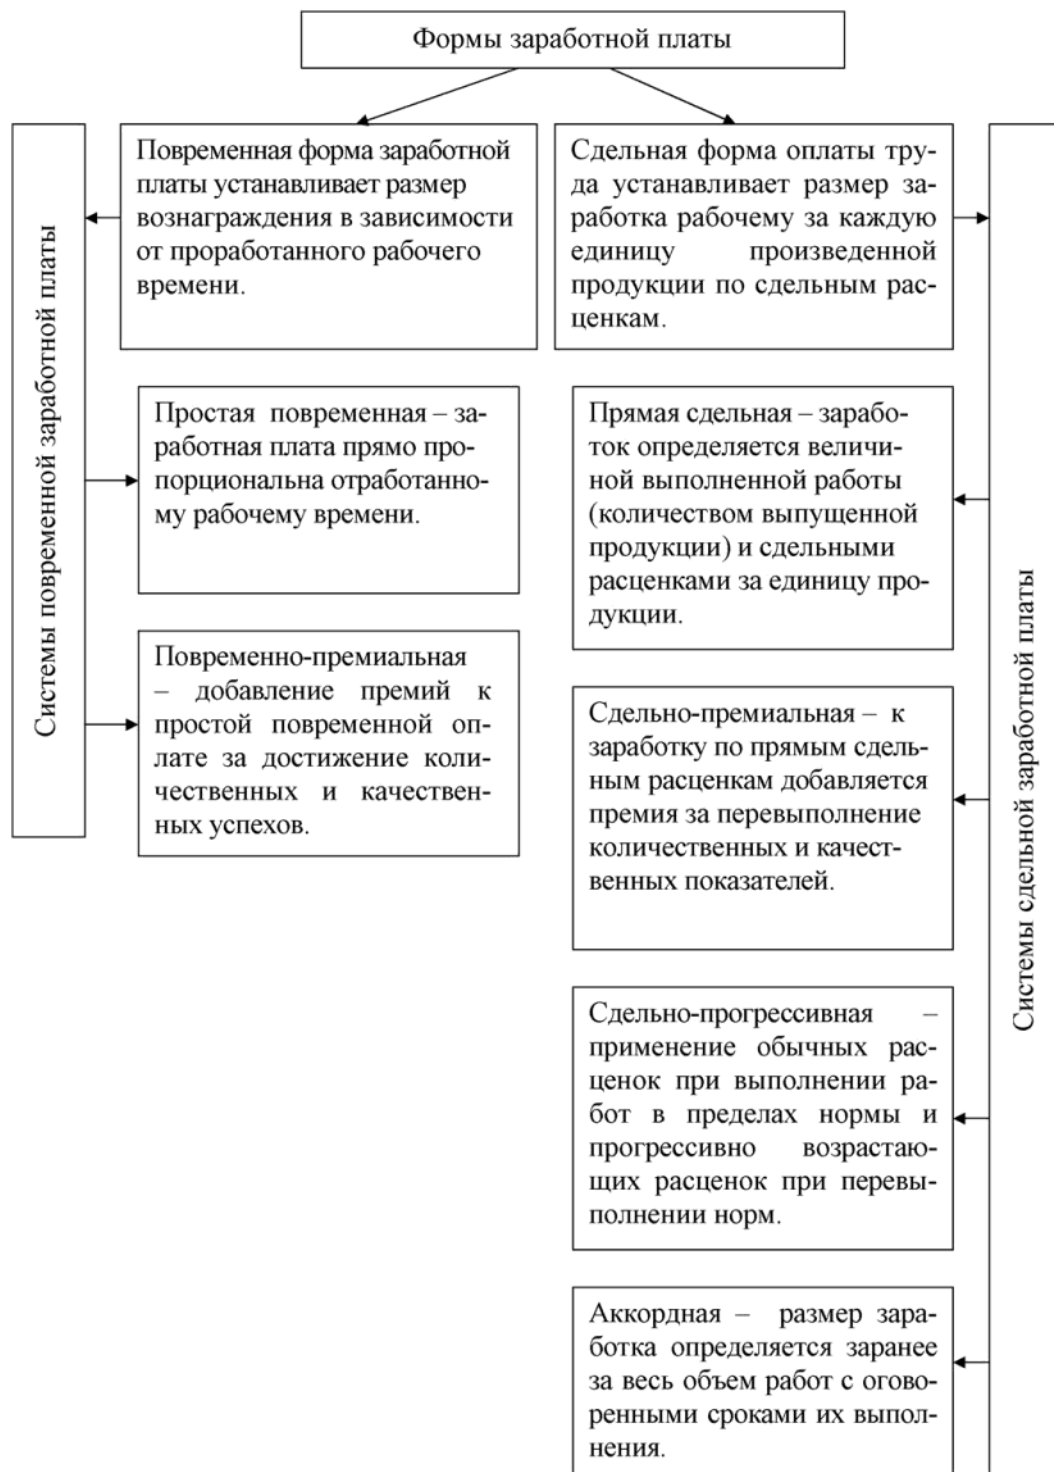 Формы заработной платы
Системы повременной заработной платы
Повременная форма заработной
платы устанавливает размер
вознаграждения в зависимости
от проработанного рабочего
времени.
Простая повременная – за-
работная плата прямо про-
порциональна отработанно-
му рабочему времени.
Повременно-премиальная
– добавление премий к
простой повременной оп-
лате за достижение коли-
чественных и качествен-
ных успехов.
Сдельная форма оплаты тру-
да устанавливает размер за-
работка рабочему за каждую
единицу произведенной
продукции по сдельным рас-
ценкам.
Прямая сдельная – зарабо-
ток определяется величи-
ной выполненной работы
(количеством выпущенной
продукции) и сдельными
расценками за единицу про-
дукции.
Сдельно-премиальная – к
заработку по прямым сдель-
ным расценкам добавляется
премия за перевыполнение
количественных и качест-
венных показателей.
Сдельно-прогрессивная –
применение обычных рас-
ценок при выполнении ра-
бот в пределах нормы и
прогрессивно возрастаю-
щих расценок при перевы-
полнении норм.
Аккордная – размер зара-
ботка определяется заранее
за весь объем работ с огово-
ренными сроками их выпол-
нения.
Системы сдельной заработной платы